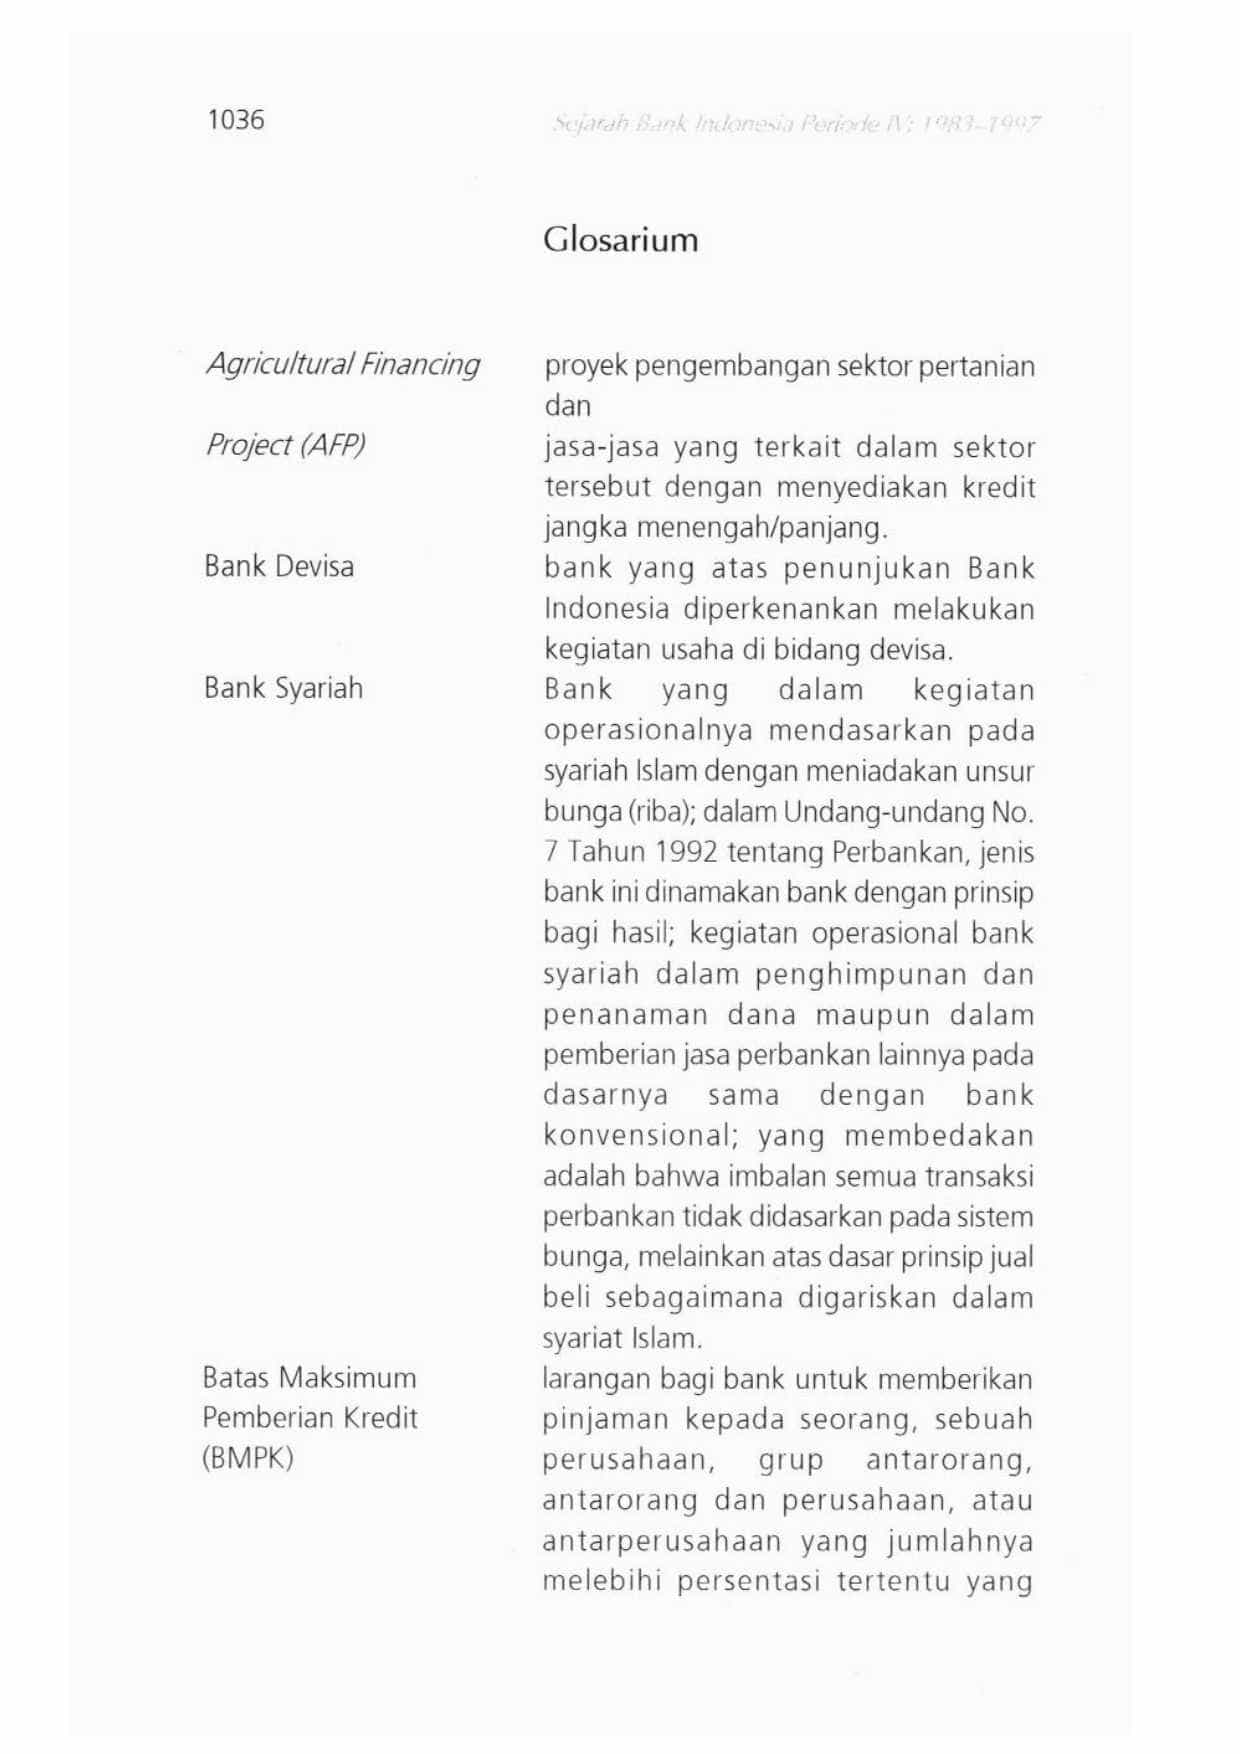 1036
Sejarah Bank Indonesia Periode IV: 1983–1997
Glosarium
Agricultural Financing proyek pengembangan sektor pertanian
dan
Project (AFP) jasa-jasa yang terkait dalam sektor
tersebut dengan menyediakan kredit
jangka menengah/panjang.
Bank Devisa bank yang atas penunjukan Bank
Indonesia diperkenankan melakukan
kegiatan usaha di bidang devisa.
Bank Syariah Bank yang dalam kegiatan
operasionalnya mendasarkan pada
syariah Islam dengan meniadakan unsur
bunga (riba); dalam Undang-undang No.
7 Tahun 1992 tentang Perbankan, jenis
bank ini dinamakan bank dengan prinsip
bagi hasil; kegiatan operasional bank
syariah dalam penghimpunan dan
penanaman dana maupun dalam
pemberian jasa perbankan lainnya pada
dasarnya sama dengan bank
konvensional; yang membedakan
adalah bahwa imbalan semua transaksi
perbankan tidak didasarkan pada sistem
bunga, melainkan atas dasar prinsip jual
beli sebagaimana digariskan dalam
syariat Islam.
Batas Maksimum larangan bagi bank untuk memberikan
Pemberian Kredit pinjaman kepada seorang, sebuah
(BMPK) perusahaan, grup antarorang,
antarorang dan perusahaan, atau
antarperusahaan yang jumlahnya
melebihi persentasi tertentu yang